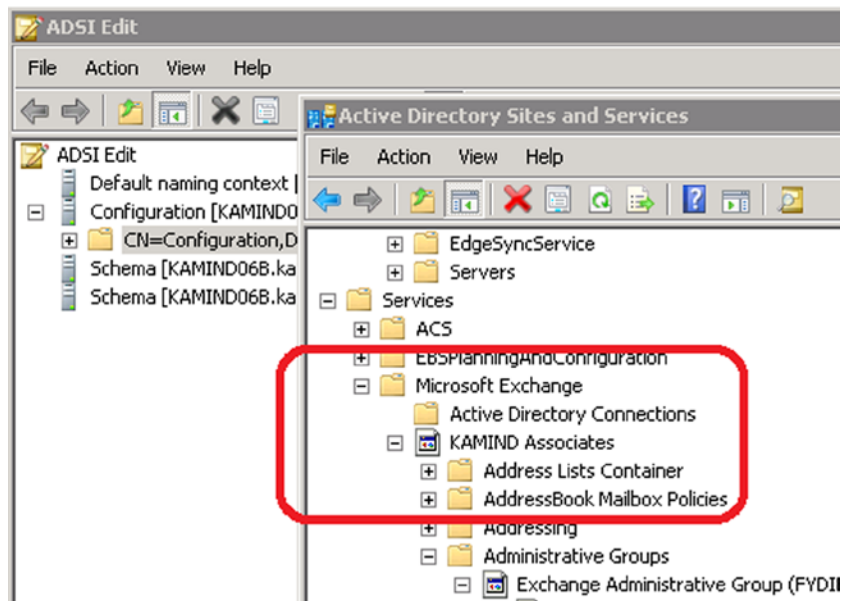 ADSI Edit
File Action View Help
ADSI Edit
Default naming context [
Configuration [KAMIND0
CN=Configuration,D
Schema [KAMIND06B.ka
Schema [KAMIND06B.ka
Active Directory Sites and Services
File Action View Help
EdgeSyncService
Servers
Services
ACS
EBSPlanningAndConfiguration
Microsoft Exchange
Active Directory Connections
KAMIND Associates
Address Lists Container
AddressBook Mailbox Policies
Addressing
Administrative Groups
Exchange Administrative Group (FYDI